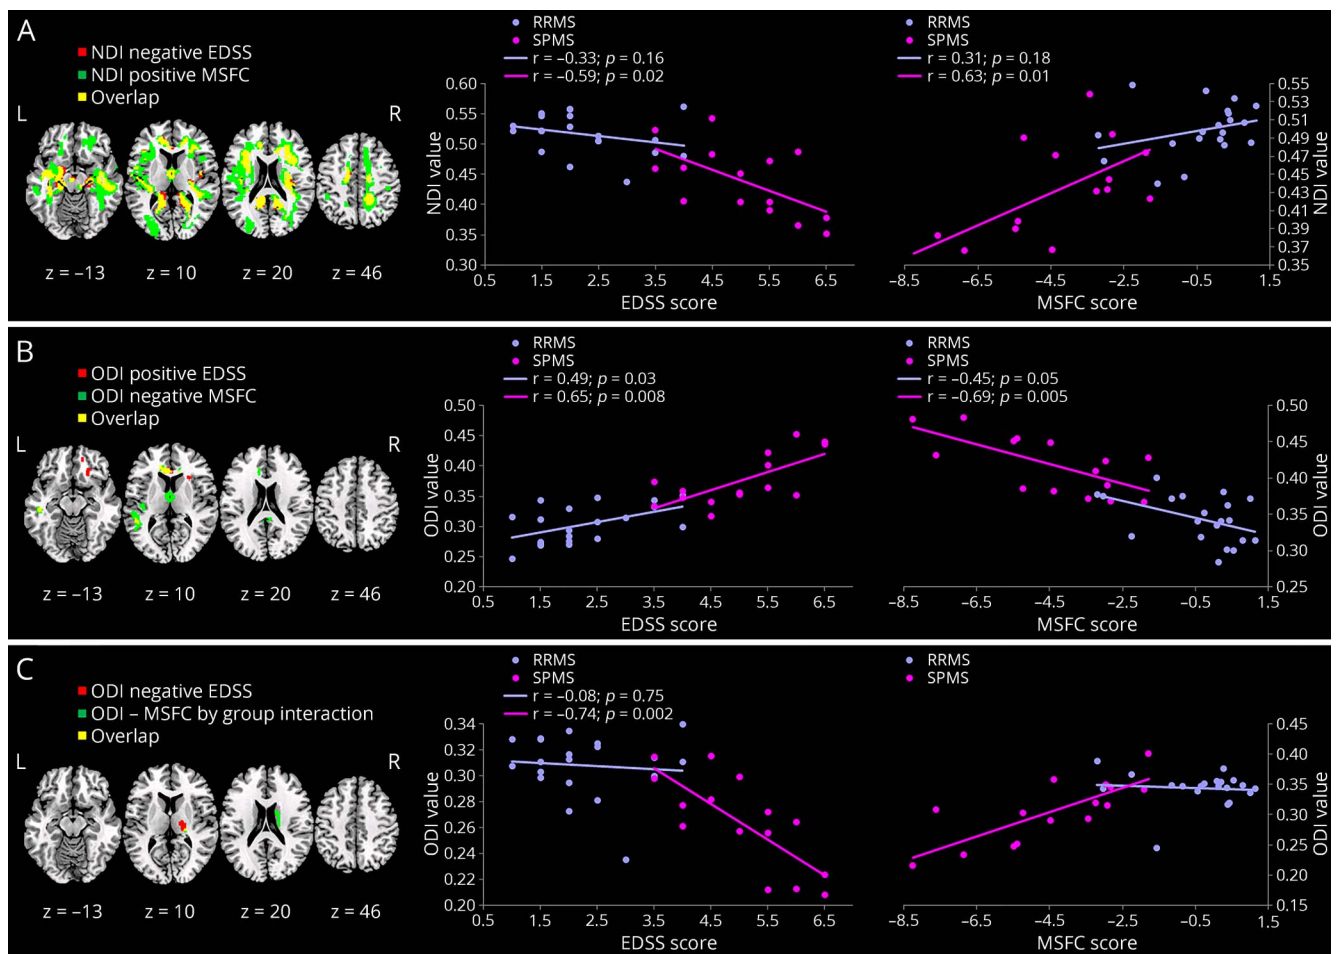 A
NDI negative EDSS
NDI positive MSFC
Overlap
L
R
z = –13
z = 10
z = 20
z = 46
RRMS
SPMS
r = –0.33; p = 0.16
r = –0.59; p = 0.02
0.60
0.55
0.50
0.45
0.40
0.35
0.30
NDI value
0.5
1.5
2.5
3.5
4.5
5.5
6.5
EDSS score
RRMS
SPMS
r = 0.31; p = 0.18
r = 0.63; p = 0.01
0.55
0.53
0.51
0.49
0.47
0.45
0.43
0.41
0.39
0.37
0.35
NDI value
–8.5
–6.5
–4.5
–2.5
–0.5
1.5
MSFC score
B
ODI positive EDSS
ODI negative MSFC
Overlap
L
R
z = –13
z = 10
z = 20
z = 46
RRMS
SPMS
r = 0.49; p = 0.03
r = 0.65; p = 0.008
0.50
0.45
0.40
0.35
0.30
0.25
0.20
ODI value
0.5
1.5
2.5
3.5
4.5
5.5
6.5
EDSS score
RRMS
SPMS
r = –0.45; p = 0.05
r = –0.69; p = 0.005
0.50
0.45
0.40
0.35
0.30
0.25
ODI value
–8.5
–6.5
–4.5
–2.5
–0.5
1.5
MSFC score
C
ODI negative EDSS
ODI – MSFC by group interaction
Overlap
L
R
z = –13
z = 10
z = 20
z = 46
RRMS
SPMS
r = –0.08; p = 0.75
r = –0.74; p = 0.002
0.34
0.32
0.30
0.28
0.26
0.24
0.22
0.20
ODI value
0.5
1.5
2.5
3.5
4.5
5.5
6.5
EDSS score
RRMS
SPMS
0.45
0.40
0.35
0.30
0.25
0.20
0.15
ODI value
–8.5
–6.5
–4.5
–2.5
–0.5
1.5
MSFC score